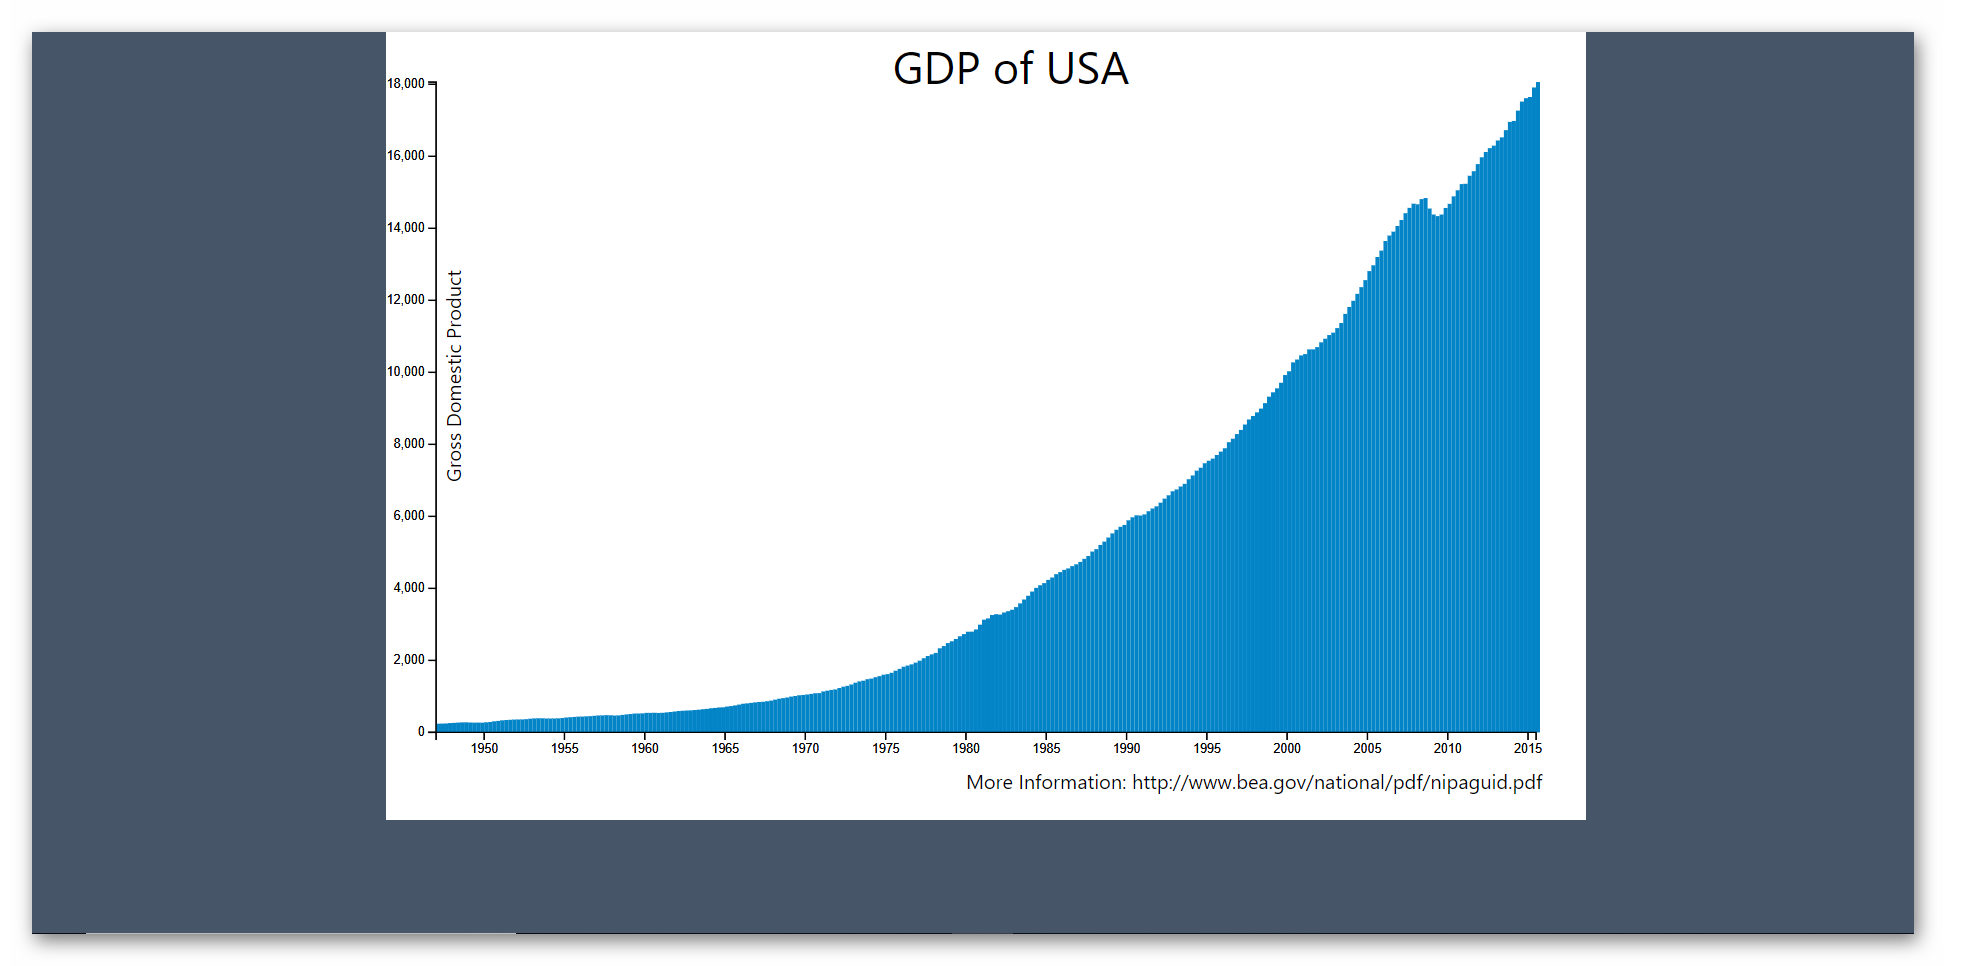 GDP of USA
18,000
16,000
14,000
12,000
10,000
8,000
6,000
4,000
2,000
0
Gross Domestic Product
1950 1955 1960 1965 1970 1975 1980 1985 1990 1995 2000 2005 2010 2015
More Information: http://www.bea.gov/national/pdf/nipaguid.pdf